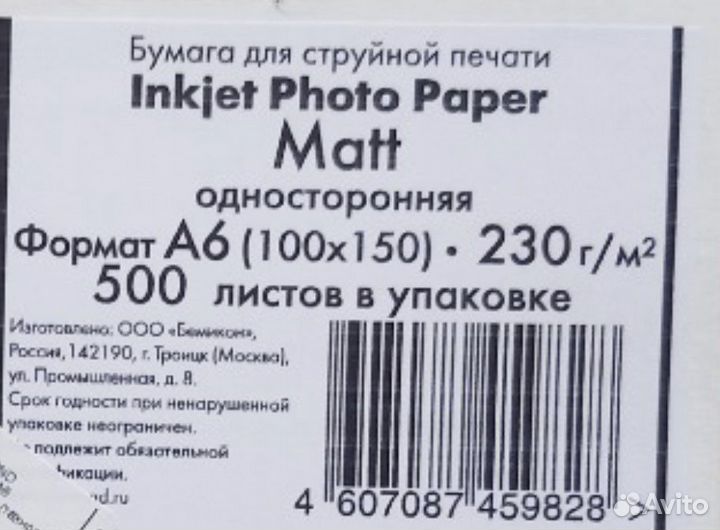 Бумага для струйной печати
Inkjet Photo Paper
Matt
односторонняя
Формат А6 (100x150) • 230 г/м²
500 листов в упаковке
Изготовлено: ООО «Бемикон»,
Россия, 142190, г. Троицк (Москва),
ул. Промышленная, д. 8.
Срок годности при ненарушенной
упаковке неограничен.
подлежит обязательной
4 607087 459828 >
Avito